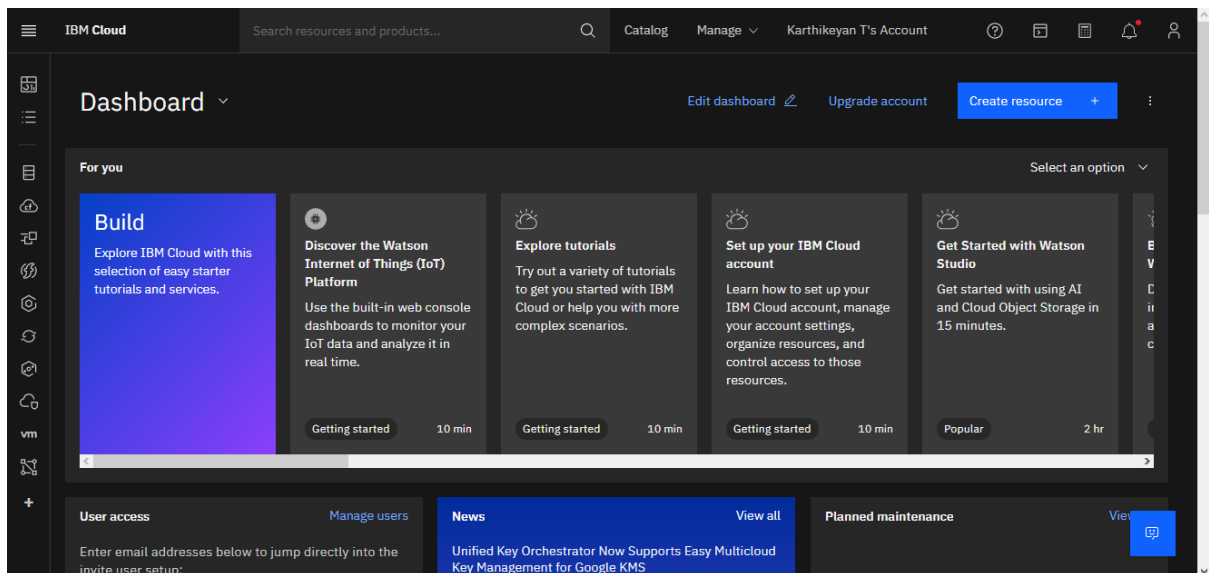 IBM Cloud
Search resources and products...
Catalog
Manage
Karthikeyan T's Account
Dashboard
Edit dashboard
Upgrade account
Create resource +
For you
Select an option
Build
Explore IBM Cloud with this
selection of easy starter
tutorials and services.
Discover the Watson
Internet of Things (IoT)
Platform
Use the built-in web console
dashboards to monitor your
IoT data and analyze it in
real time.
Getting started
10 min
Explore tutorials
Try out a variety of tutorials
to get you started with IBM
Cloud or help you with more
complex scenarios.
Getting started
10 min
Set up your IBM Cloud
account
Learn how to set up your
IBM Cloud account, manage
your account settings,
organize resources, and
control access to those
resources.
Getting started
10 min
Get Started with Watson
Studio
Get started with using AI
and Cloud Object Storage in
15 minutes.
Popular
2 hr
vm
User access
Manage users
Enter email addresses below to jump directly into the
invite user setup:
News
View all
Unified Key Orchestrator Now Supports Easy Multicloud
Key Management for Google KMS
Planned maintenance